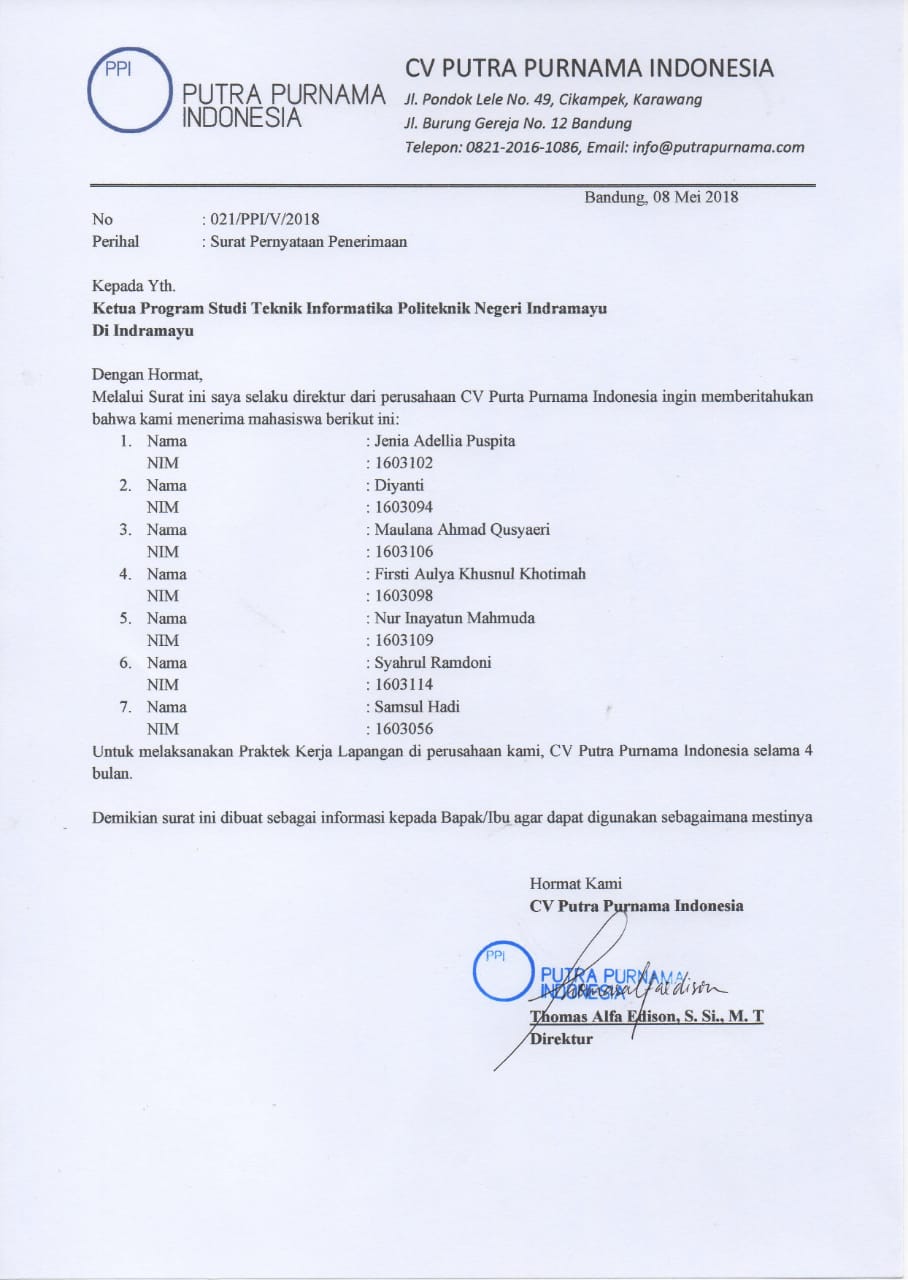 PPI
PUTRA PURNAMA
INDONESIA
CV PUTRA PURNAMA INDONESIA
Jl. Pondok Lele No. 49, Cikampek, Karawang
Jl. Burung Gereja No. 12 Bandung
Telepon: 0821-2016-1086, Email: info@putrapurnama.com
Bandung, 08 Mei 2018
No : 021/PPI/V/2018
Perihal : Surat Pernyataan Penerimaan
Kepada Yth.
Ketua Program Studi Teknik Informatika Politeknik Negeri Indramayu
Di Indramayu
Dengan Hormat,
Melalui Surat ini saya selaku direktur dari perusahaan CV Purta Purnama Indonesia ingin memberitahukan
bahwa kami menerima mahasiswa berikut ini:
1. Nama : Jenia Adellia Puspita
NIM : 1603102
2. Nama : Diyanti
NIM : 1603094
3. Nama : Maulana Ahmad Qusyaeri
NIM : 1603106
4. Nama : Firsti Aulya Khusnul Khotimah
NIM : 1603098
5. Nama : Nur Inayatun Mahmuda
NIM : 1603109
6. Nama : Syahrul Ramdoni
NIM : 1603114
7. Nama : Samsul Hadi
NIM : 1603056
Untuk melaksanakan Praktek Kerja Lapangan di perusahaan kami, CV Putra Purnama Indonesia selama 4
bulan.
Demikian surat ini dibuat sebagai informasi kepada Bapak/Ibu agar dapat digunakan sebagaimana mestinya
Hormat Kami
CV Putra Purnama Indonesia
PPI
PUTRA PURNAMA
INDONESIA
Thomasalfaedison
Thomas Alfa Edison, S. Si., M. T
Direktur